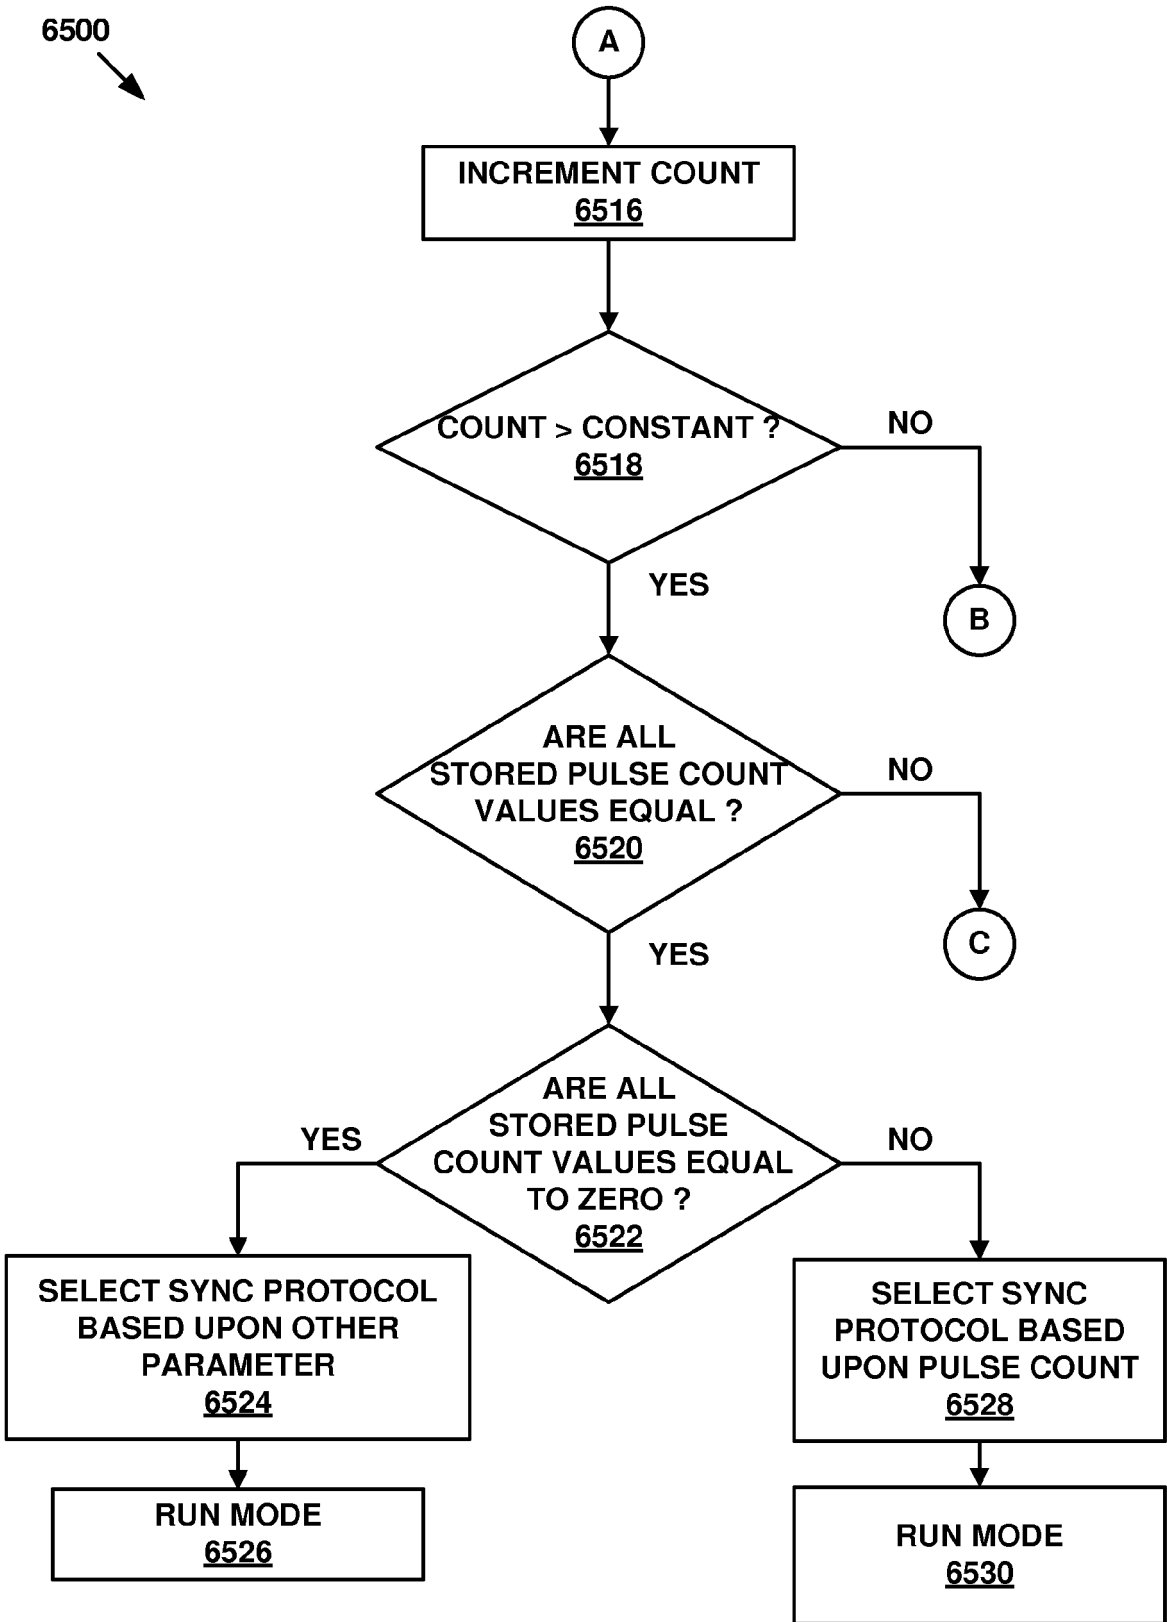 6500
A
INCREMENT COUNT
6516
COUNT > CONSTANT ?
6518
NO
YES
B
ARE ALL
STORED PULSE COUNT
VALUES EQUAL ?
6520
NO
YES
C
ARE ALL
STORED PULSE
COUNT VALUES EQUAL
TO ZERO ?
6522
YES
NO
SELECT SYNC PROTOCOL
BASED UPON OTHER
PARAMETER
6524
SELECT SYNC
PROTOCOL BASED
UPON PULSE COUNT
6528
RUN MODE
6526
RUN MODE
6530